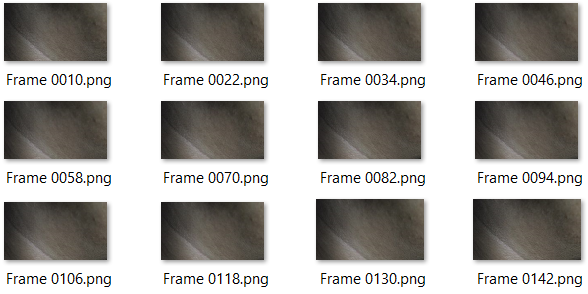 Frame 0010.png Frame 0022.png Frame 0034.png Frame 0046.png
Frame 0058.png Frame 0070.png Frame 0082.png Frame 0094.png
Frame 0106.png Frame 0118.png Frame 0130.png Frame 0142.png